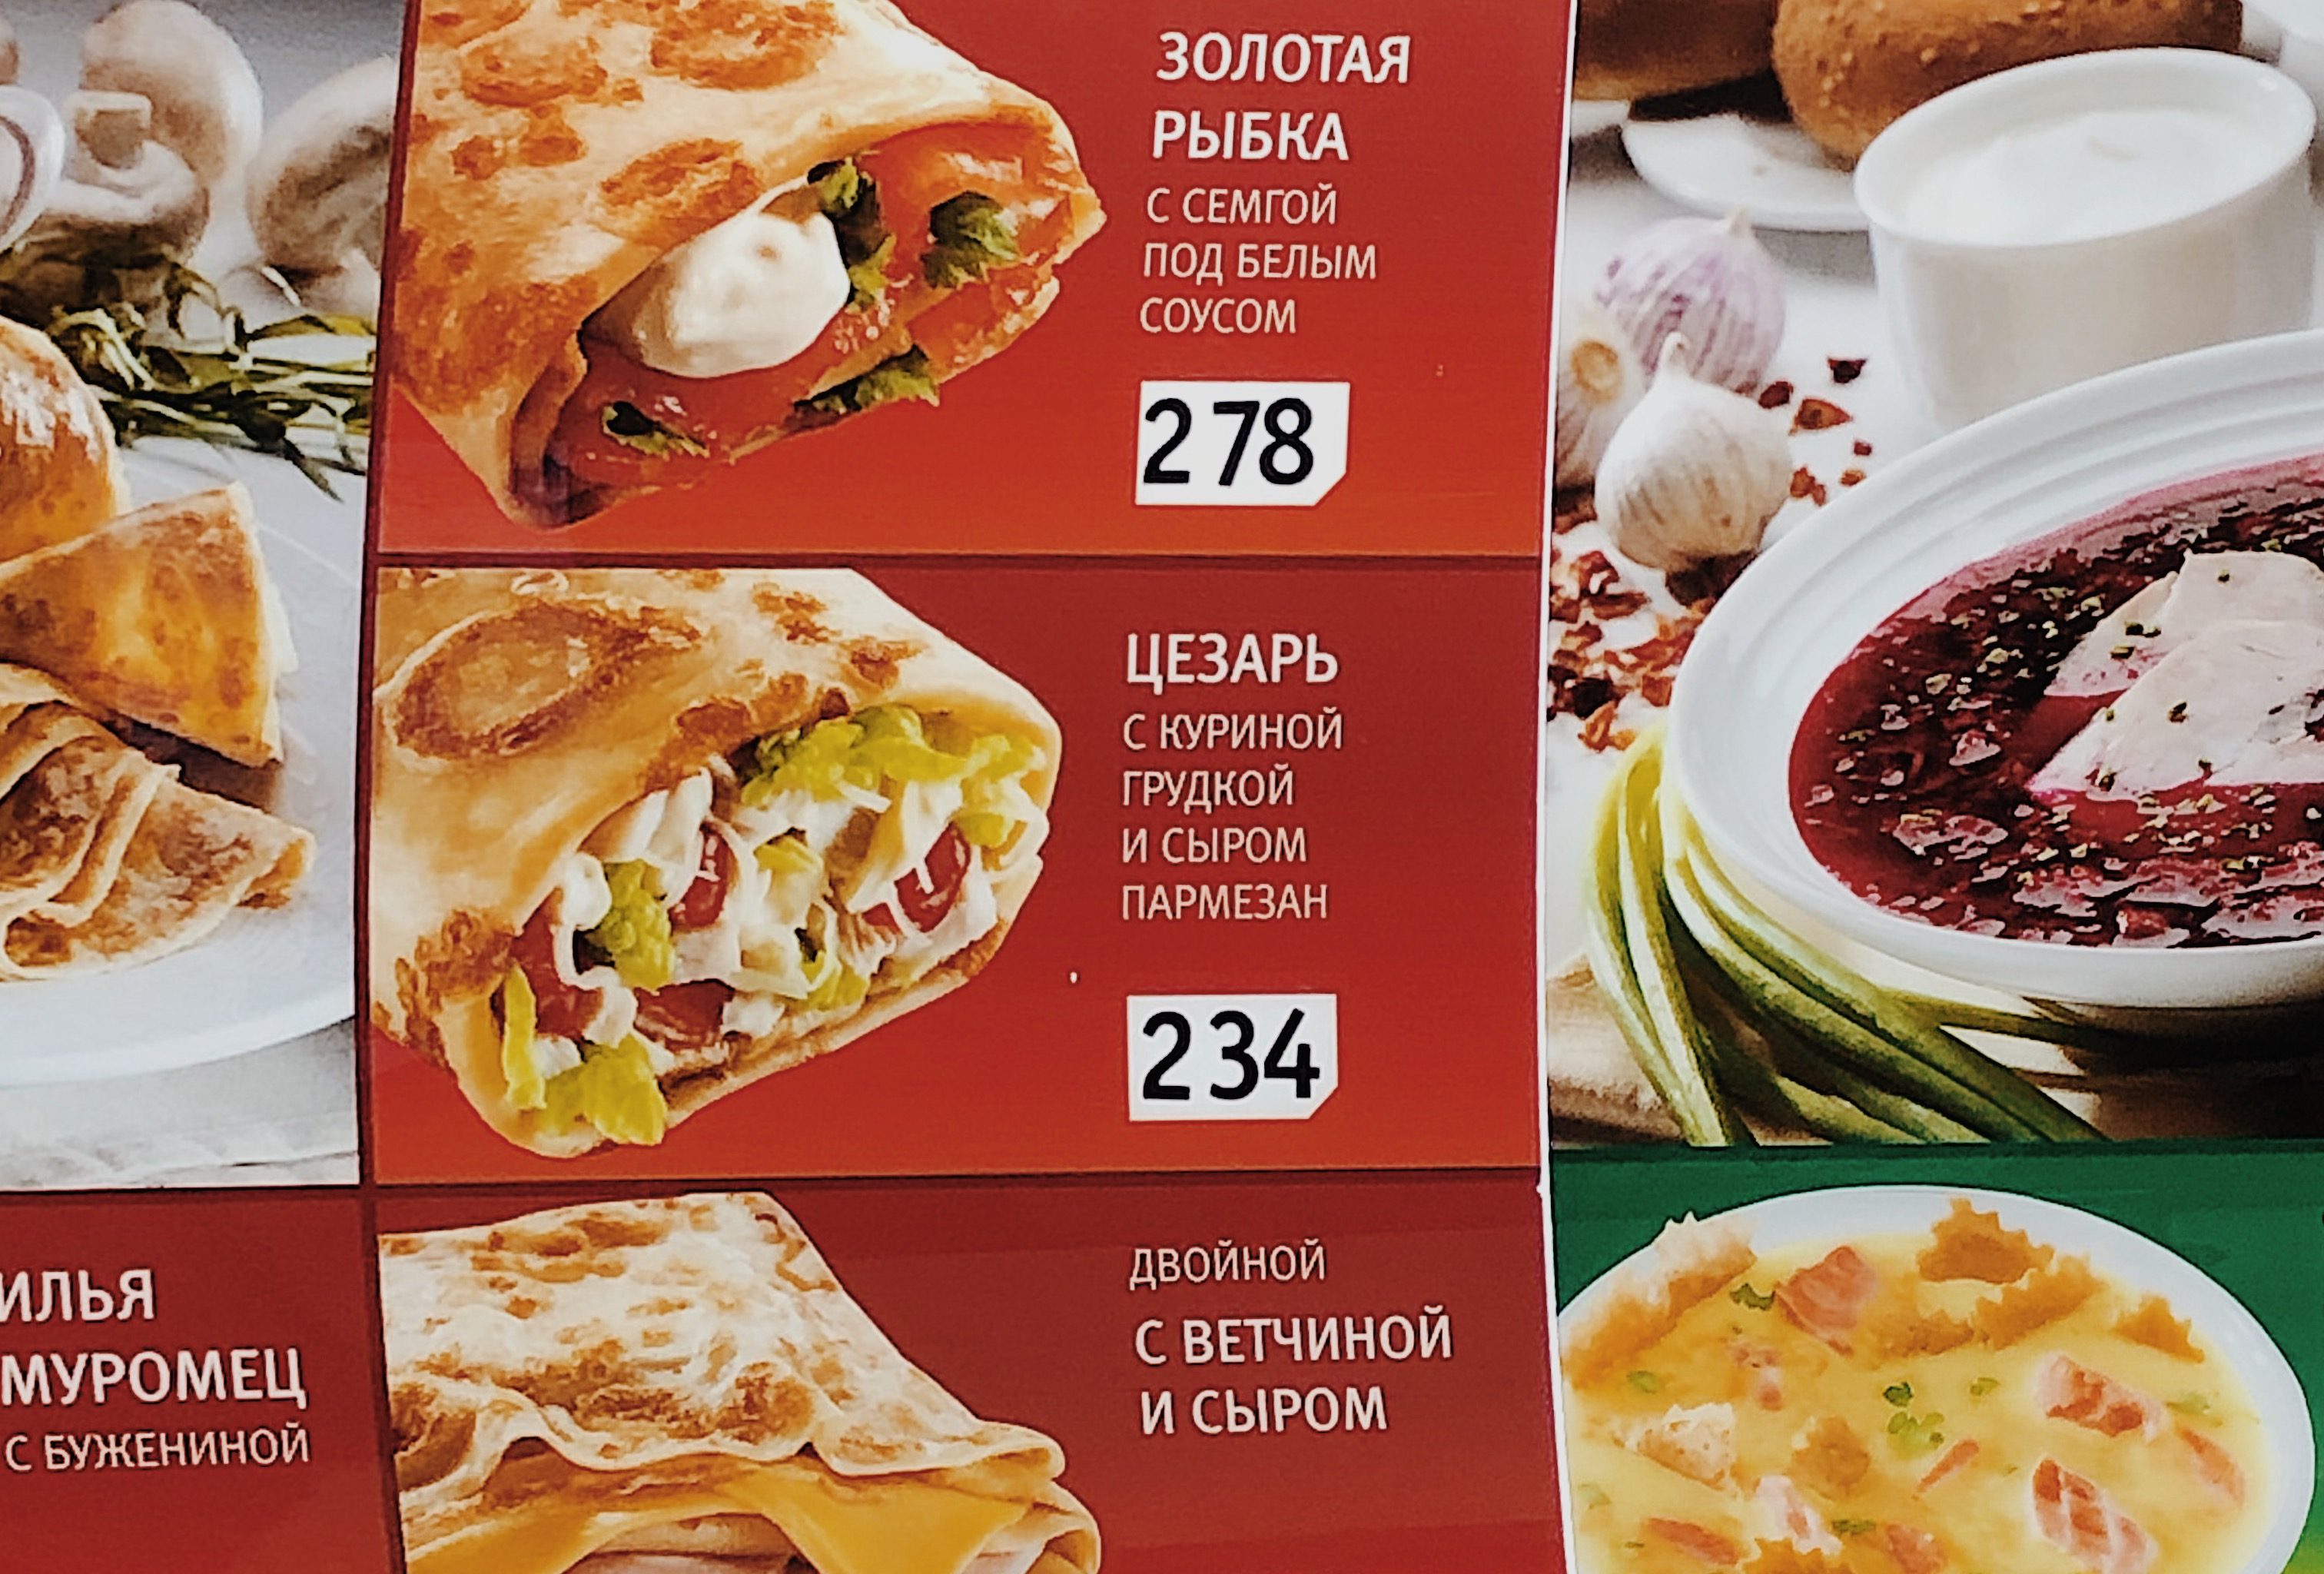 ЗОЛОТАЯ
РЫБКА
С СЕМГОЙ
ПОД БЕЛЫМ
СОУСОМ
278
ЦЕЗАРЬ
С КУРИНОЙ
ГРУДКОЙ
И СЫРОМ
ПАРМЕЗАН
234
ДВОЙНОЙ
С ВЕТЧИНОЙ
И СЫРОМ
ИЛЬЯ
МУРОМЕЦ
С БУЖЕНИНОЙ